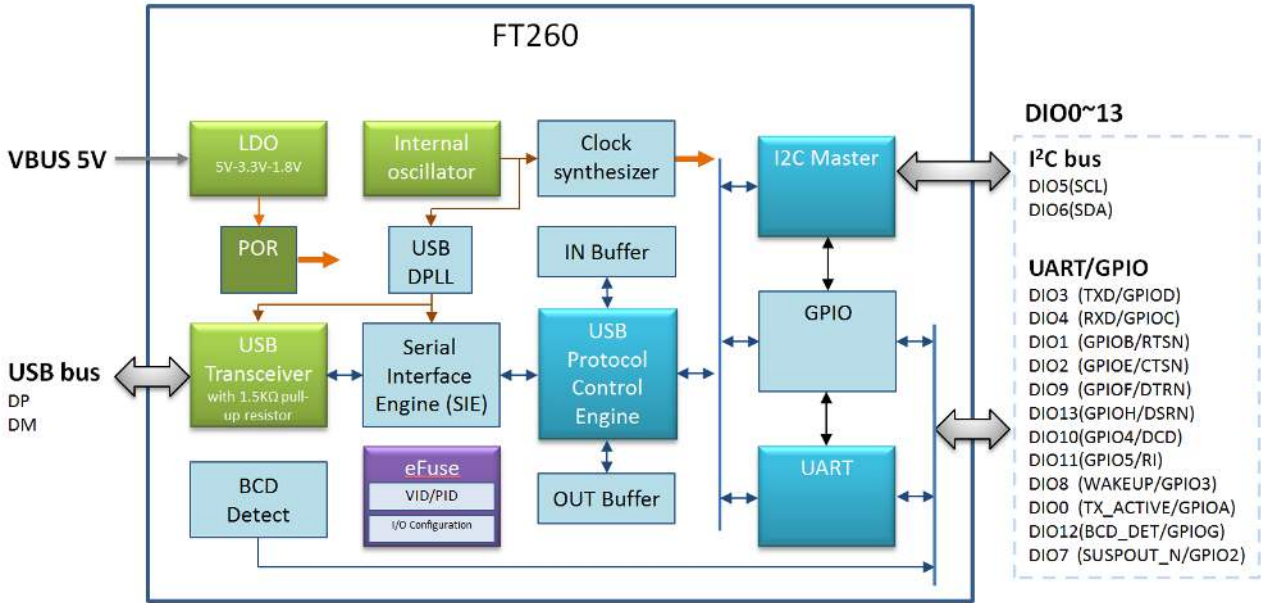 FT260
VBUS 5V
LDO
5V-3.3V-1.8V
Internal
oscillator
Clock
synthesizer
POR
USB
DPLL
IN Buffer
I2C Master
GPIO
USB bus
DP
DM
USB
Transceiver
with 1.5KΩ pull-
up resistor
Serial
Interface
Engine (SIE)
USB
Protocol
Control
Engine
BCD
Detect
eFuse
VID/PID
I/O Configuration
OUT Buffer
UART
DIO0~13
I²C bus
DIO5(SCL)
DIO6(SDA)
UART/GPIO
DIO3 (TXD/GPIOD)
DIO4 (RXD/GPIOC)
DIO1 (GPIOB/RTSN)
DIO2 (GPIOE/CTSN)
DIO9 (GPIOF/DTRN)
DIO13(GPIOH/DSRN)
DIO10(GPIO4/DCD)
DIO11(GPIO5/RI)
DIO8 (WAKEUP/GPIO3)
DIO0 (TX_ACTIVE/GPIOA)
DIO12(BCD_DET/GPIOG)
DIO7 (SUSPOUT_N/GPIO2)